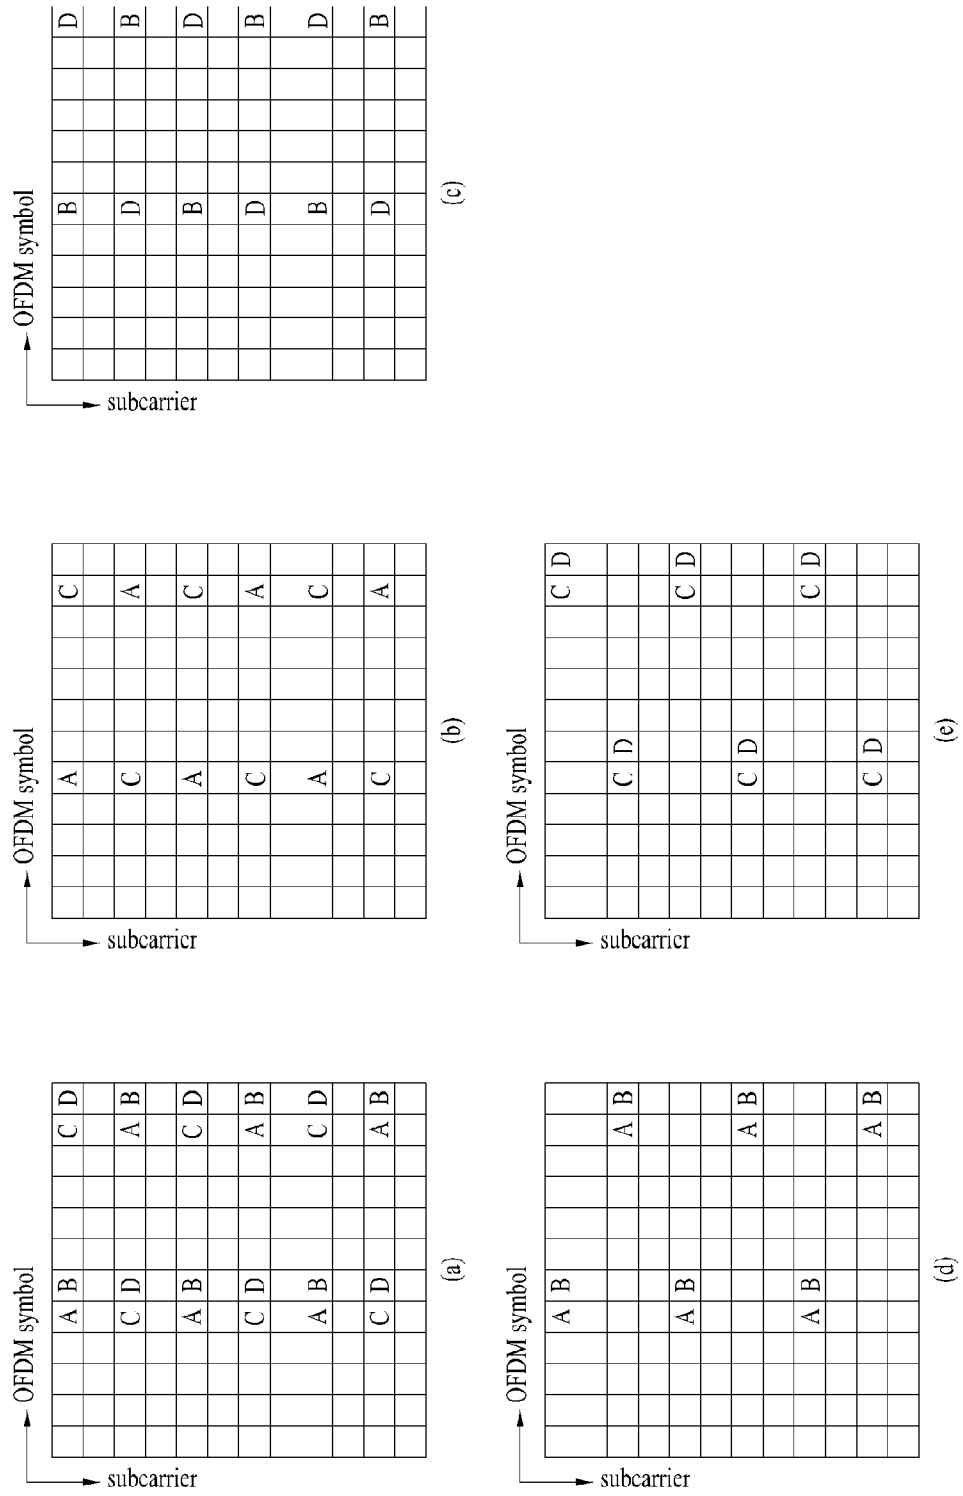 OFDM symbol
subcarrier
A B C D
C D A B
A B C D
C D A B
A B C D
C D A B
(a)
OFDM symbol
subcarrier
A C
C A
A C
C A
A C
C A
(b)
OFDM symbol
subcarrier
B D
D B
B D
D B
B D
D B
(c)
OFDM symbol
subcarrier
A B
A B
A B
A B
A B
A B
(d)
OFDM symbol
subcarrier
C D
C D
C D
C D
C D
C D
(e)